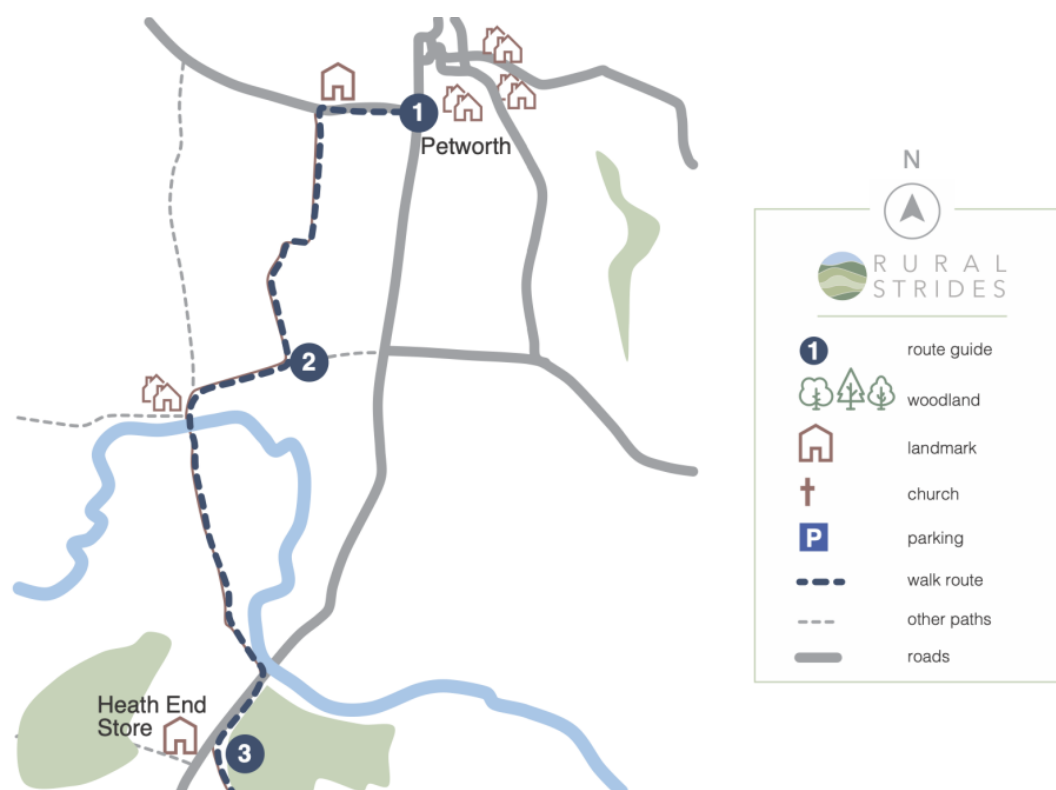 1
Petworth
2
Heath End
Store
3
N
RURAL
STRIDES
1 route guide
woodland
landmark
church
P parking
walk route
other paths
roads